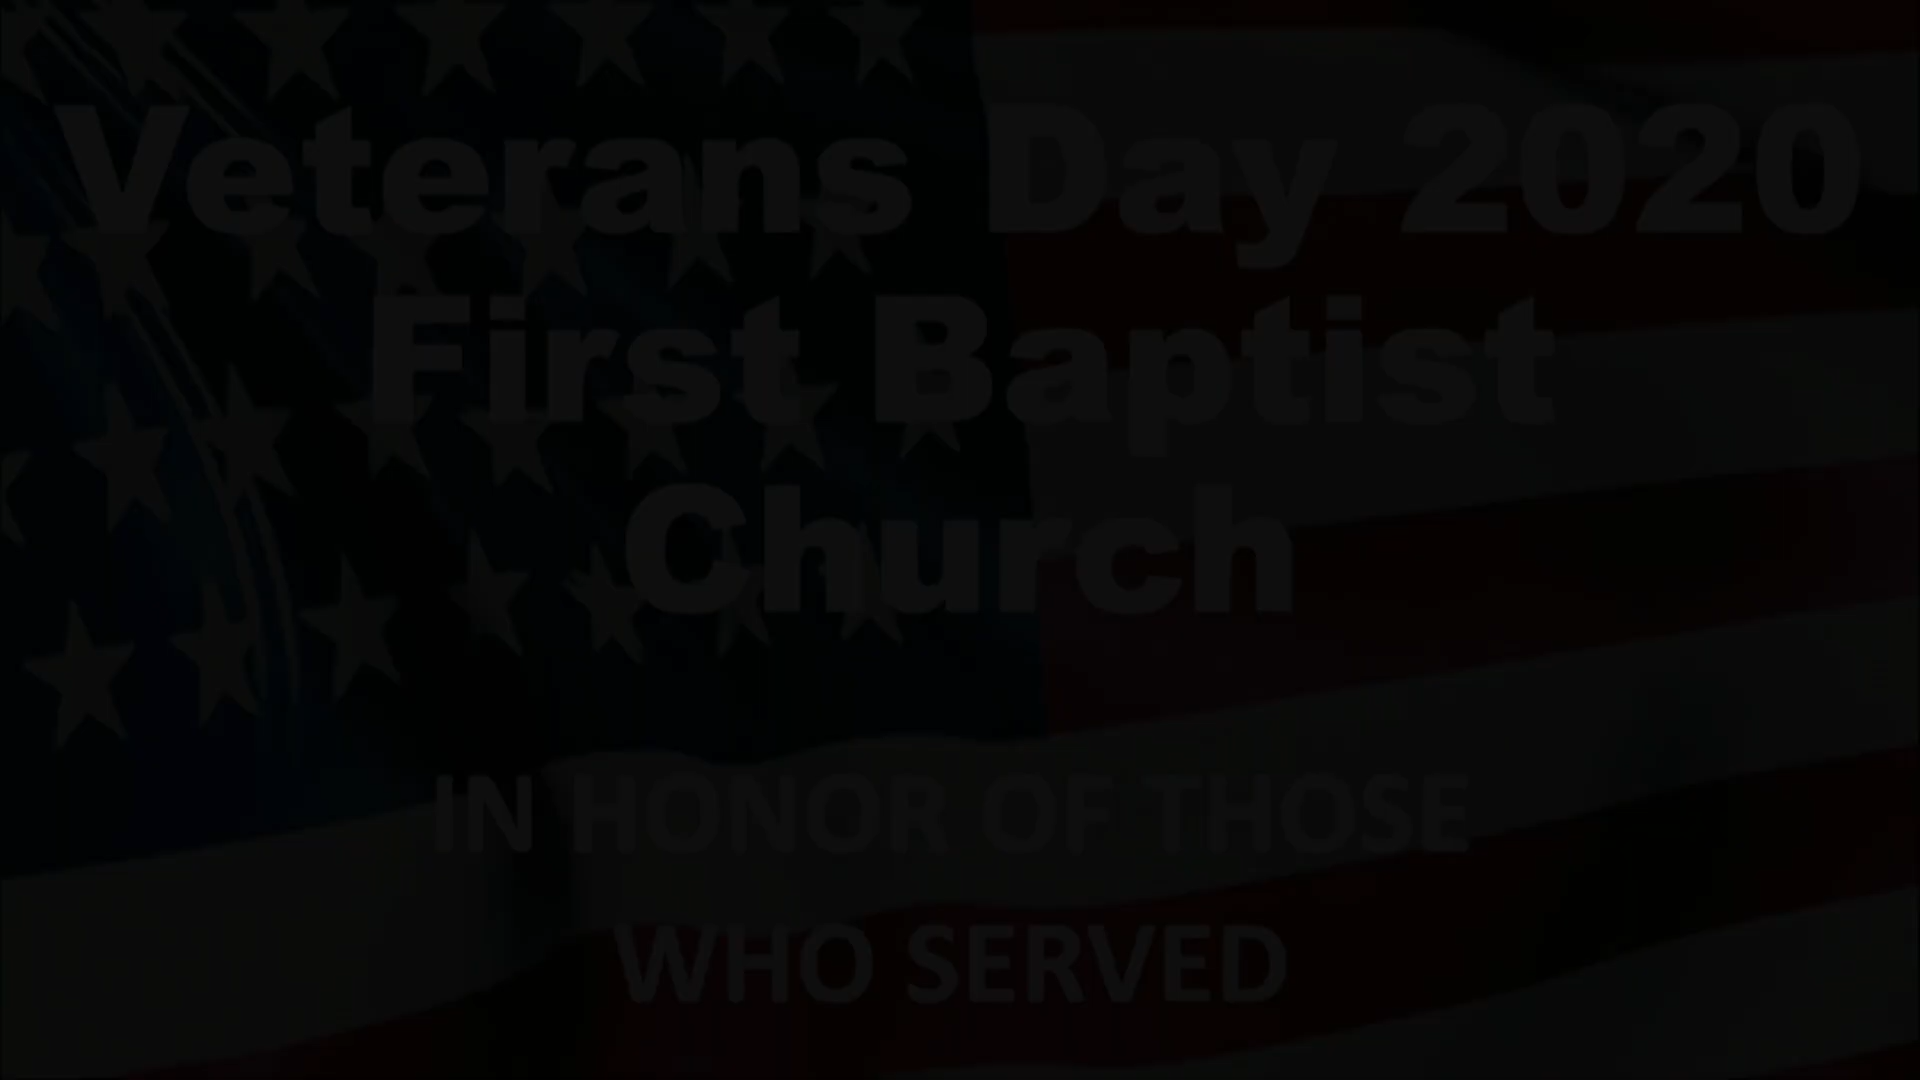 Veterans Day 2020
First Baptist
Church
IN HONOR OF THOSE
WHO SERVED